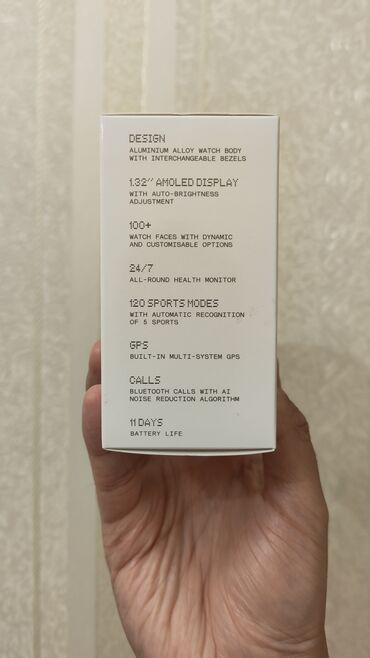 DESIGN
ALUMINIUM ALLOY WATCH BODY
WITH INTERCHANGEABLE BEZELS
1.32″ AMOLED DISPLAY
WITH AUTO-BRIGHTNESS
ADJUSTMENT
100+
WATCH FACES WITH DYNAMIC
AND CUSTOMISABLE OPTIONS
24/7
ALL-ROUND HEALTH MONITOR
120 SPORTS MODES
WITH AUTOMATIC RECOGNITION
OF 5 SPORTS
GPS
BUILT-IN MULTI-SYSTEM GPS
CALLS
BLUETOOTH CALLS WITH AI
NOISE REDUCTION ALGORITHM
11 DAYS
BATTERY LIFE